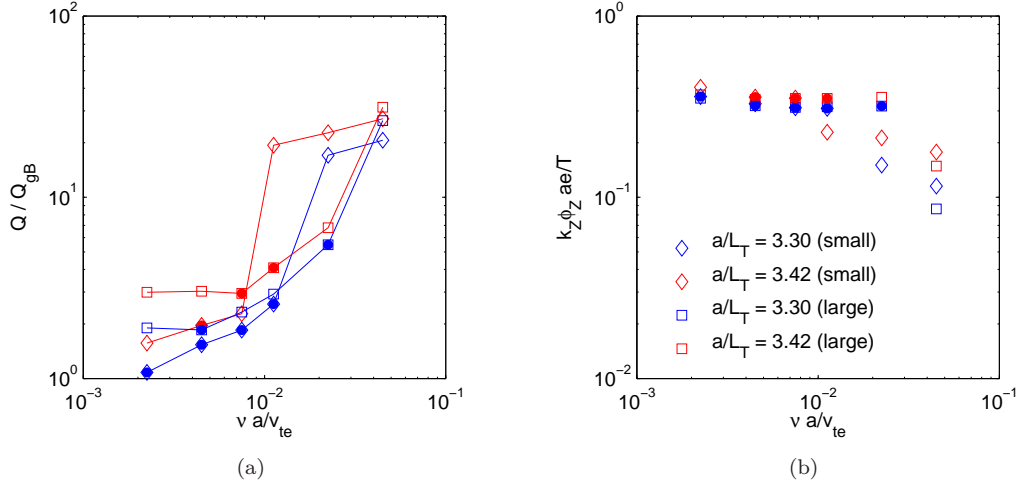 10^2
10^1
10^0
Q / Q_gB
10^-3
10^-2
10^-1
ν a/v_te
(a)
10^0
10^-1
10^-2
k_Z ϕ_Z ae/T
a/L_T = 3.30 (small)
a/L_T = 3.42 (small)
a/L_T = 3.30 (large)
a/L_T = 3.42 (large)
10^-3
10^-2
10^-1
ν a/v_te
(b)